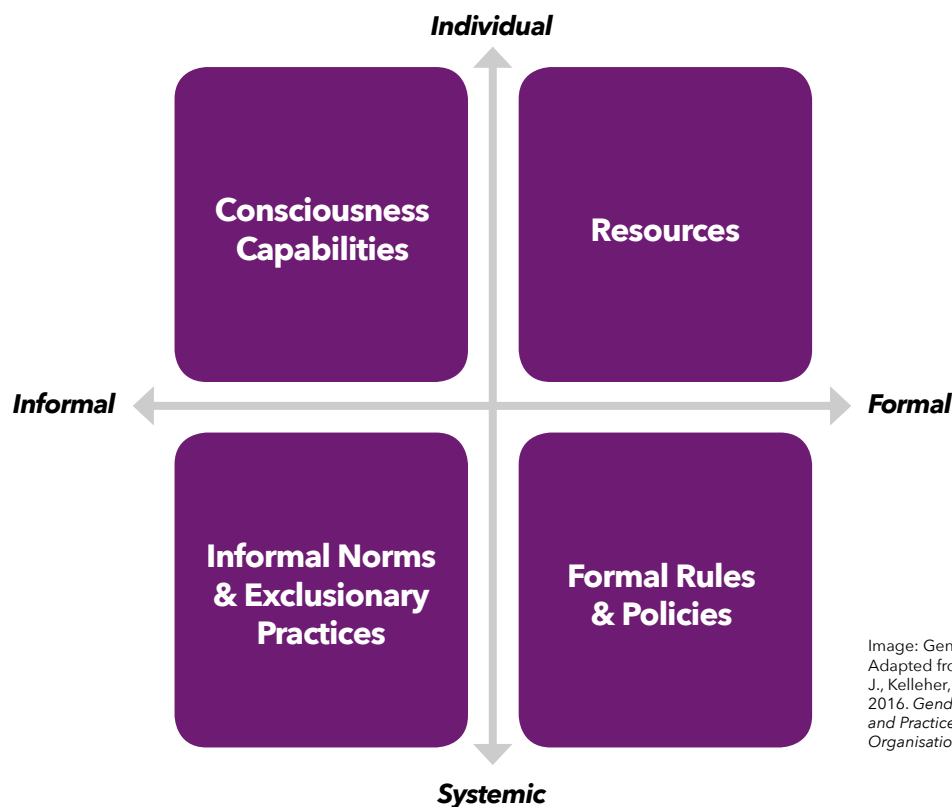 Individual
Consciousness
Capabilities
Resources
Informal
Formal
Informal Norms
& Exclusionary
Practices
Formal Rules
& Policies
Image: Gen
Adapted fro
J., Kelleher,
2016. Gend
and Practice
Organisation
Systemic